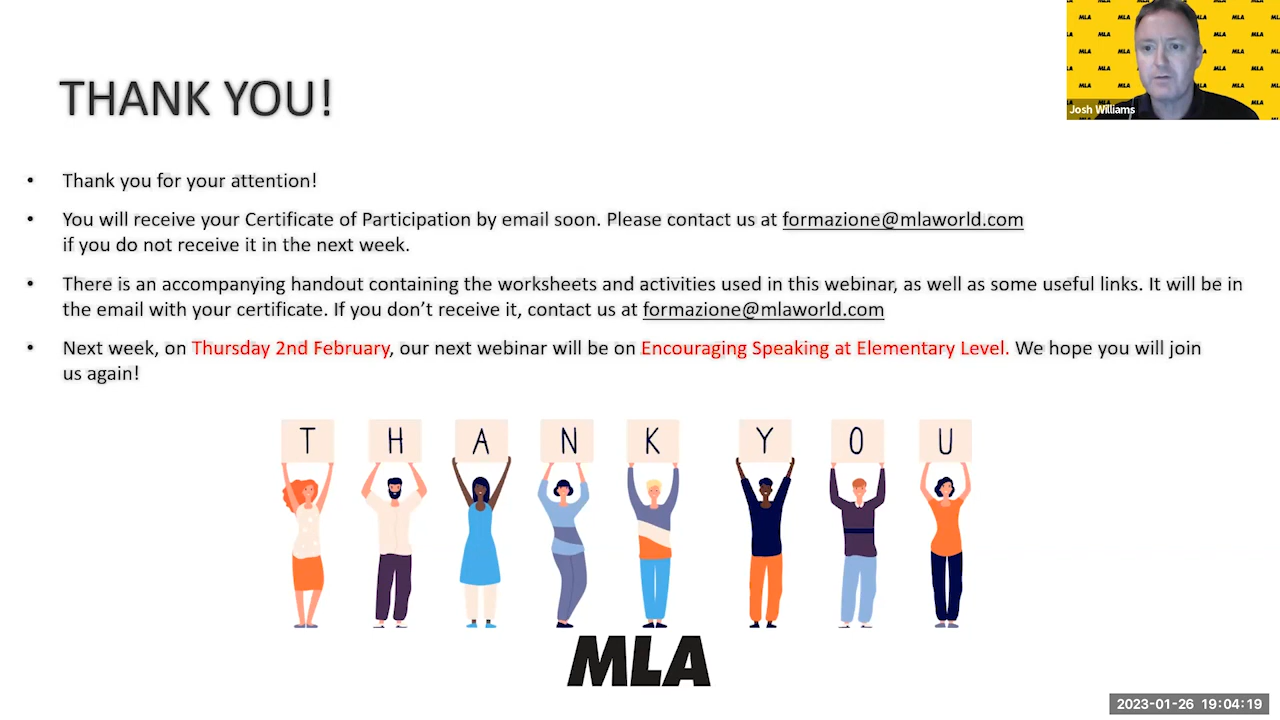 THANK YOU!
Josh Williams
• Thank you for your attention!
• You will receive your Certificate of Participation by email soon. Please contact us at formazione@mlaworld.com
if you do not receive it in the next week.
• There is an accompanying handout containing the worksheets and activities used in this webinar, as well as some useful links. It will be in
the email with your certificate. If you don’t receive it, contact us at formazione@mlaworld.com
• Next week, on Thursday 2nd February, our next webinar will be on Encouraging Speaking at Elementary Level. We hope you will join
us again!
T H A N K Y O U
MLA
2023-01-26 19:04:19